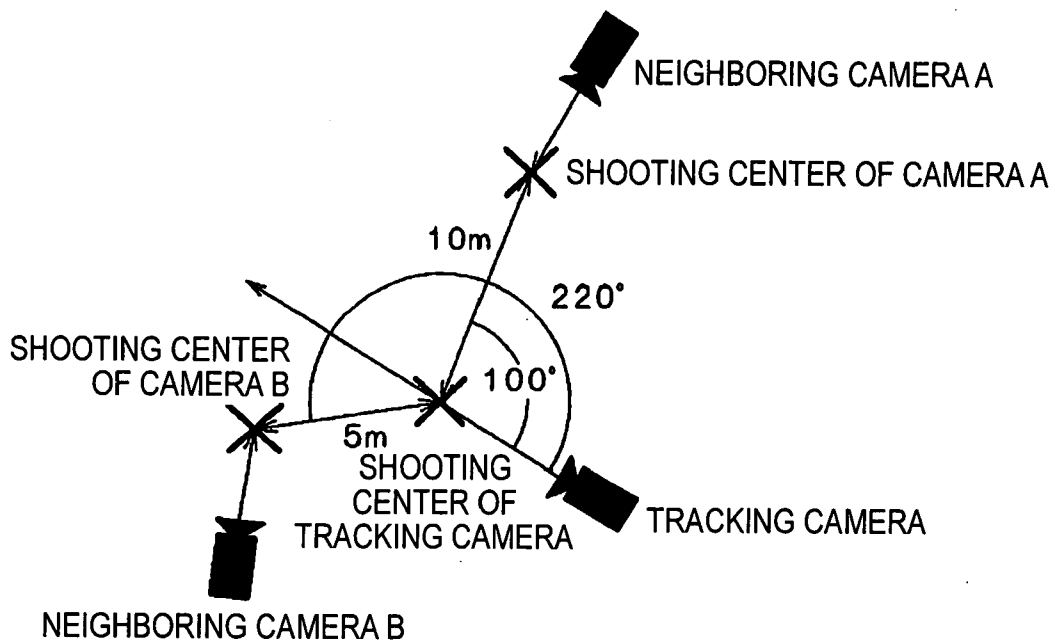 NEIGHBORING CAMERA A
SHOOTING CENTER OF CAMERA A
10m
220°
SHOOTING CENTER
OF CAMERA B
100°
5m
SHOOTING
CENTER OF
TRACKING CAMERA
TRACKING CAMERA
NEIGHBORING CAMERA B